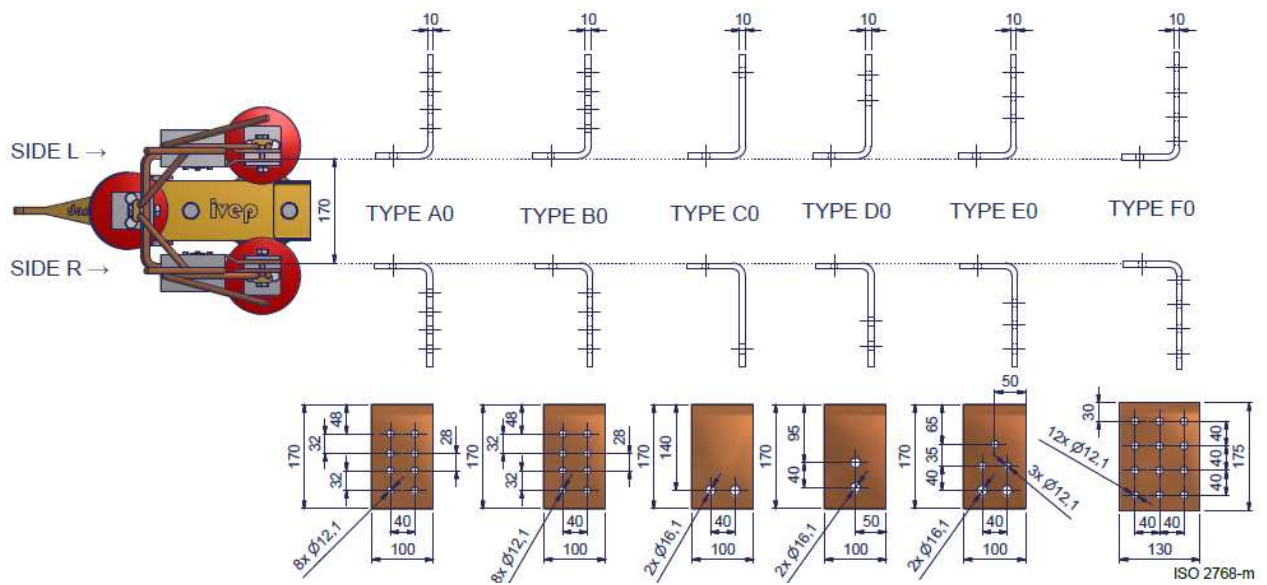 10 10 10 10 10 10
SIDE L →
ivep
170
TYPE A0 TYPE B0 TYPE C0 TYPE D0 TYPE E0 TYPE F0
SIDE R →
170 32 32 48 28 8x Ø12,1 40 100
170 32 32 48 28 8x Ø12,1 40 100
170 140 2x Ø16,1 40 100
170 95 40 2x Ø16,1 50 100
170 65 35 40 50 3x Ø12,1 2x Ø16,1 40 100
30 12x Ø12,1 40 40 40 175 40 40 130
ISO 2768-m